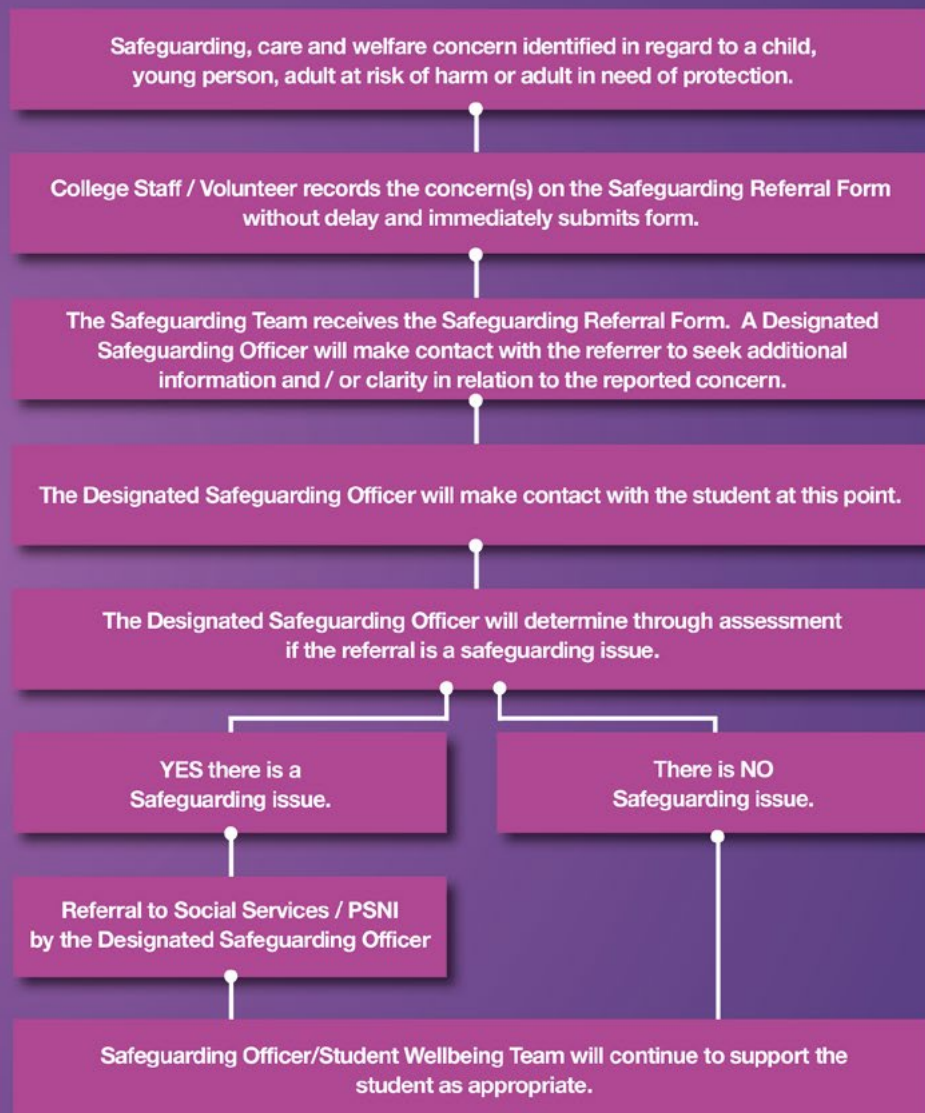 Safeguarding, care and welfare concern identified in regard to a child,
young person, adult at risk of harm or adult in need of protection.
College Staff / Volunteer records the concern(s) on the Safeguarding Referral Form
without delay and immediately submits form.
The Safeguarding Team receives the Safeguarding Referral Form. A Designated
Safeguarding Officer will make contact with the referrer to seek additional
information and / or clarity in relation to the reported concern.
The Designated Safeguarding Officer will make contact with the student at this point.
The Designated Safeguarding Officer will determine through assessment
if the referral is a safeguarding issue.
YES there is a
Safeguarding issue.
There is NO
Safeguarding issue.
Referral to Social Services / PSNI
by the Designated Safeguarding Officer
Safeguarding Officer/Student Wellbeing Team will continue to support the
student as appropriate.